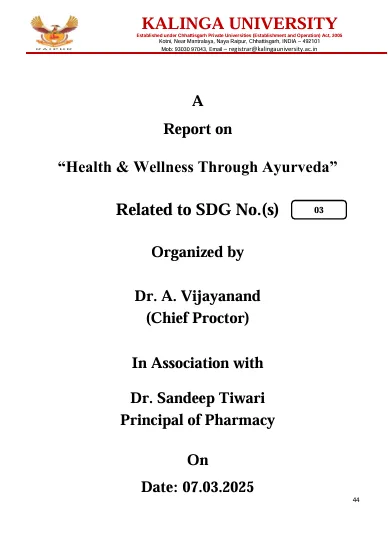 KALINGA UNIVERSITY
Established under Chhattisgarh Private Universities (Establishment and Operation) Act, 2005
Kotni, Near Mantralaya, Naya Raipur, Chhattisgarh, INDIA – 492101
Mob: 93030 97043, Email – registrar@kalingauniversity.ac.in
KALINGA
A
Report on
“Health & Wellness Through Ayurveda”
Related to SDG No.(s) 03
Organized by
Dr. A. Vijayanand
(Chief Proctor)
In Association with
Dr. Sandeep Tiwari
Principal of Pharmacy
On
Date: 07.03.2025
44